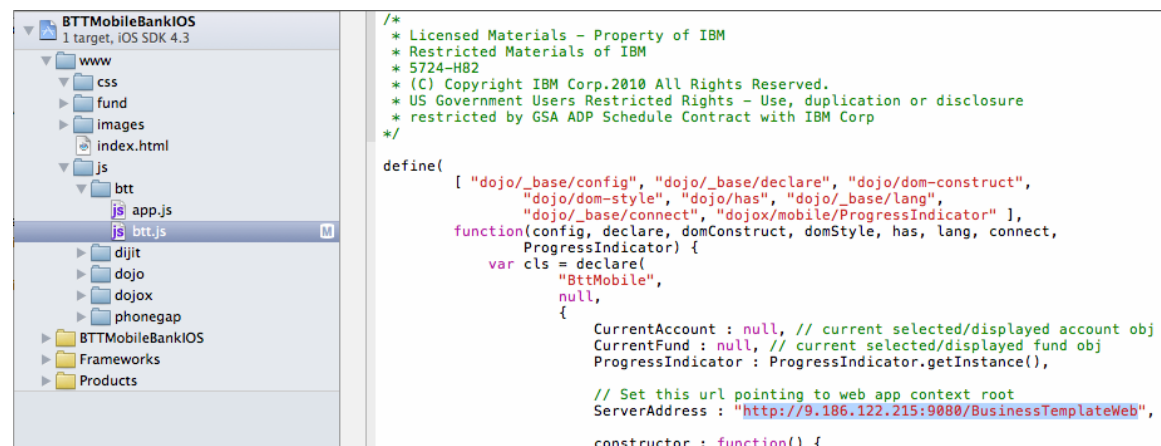 BTTMobileBankIOS
1 target, iOS SDK 4.3
www
css
fund
images
index.html
js
btt
js app.js
js btt.js M
dijit
dojo
dojox
phonegap
BTTMobileBankIOS
Frameworks
Products
/*
* Licensed Materials - Property of IBM
* Restricted Materials of IBM
* 5724-H82
* (C) Copyright IBM Corp.2010 All Rights Reserved.
* US Government Users Restricted Rights - Use, duplication or disclosure
* restricted by GSA ADP Schedule Contract with IBM Corp
*/
define(
[ "dojo/_base/config", "dojo/_base/declare", "dojo/dom-construct",
"dojo/dom-style", "dojo/has", "dojo/_base/lang",
"dojo/_base/connect", "dojox/mobile/ProgressIndicator" ],
function(config, declare, domConstruct, domStyle, has, lang, connect,
ProgressIndicator) {
var cls = declare(
"BttMobile",
null,
{
CurrentAccount : null, // current selected/displayed account obj
CurrentFund : null, // current selected/displayed fund obj
ProgressIndicator : ProgressIndicator.getInstance(),
// Set this url pointing to web app context root
ServerAddress : "http://9.186.122.215:9080/BusinessTemplateWeb",
constructor : function() {